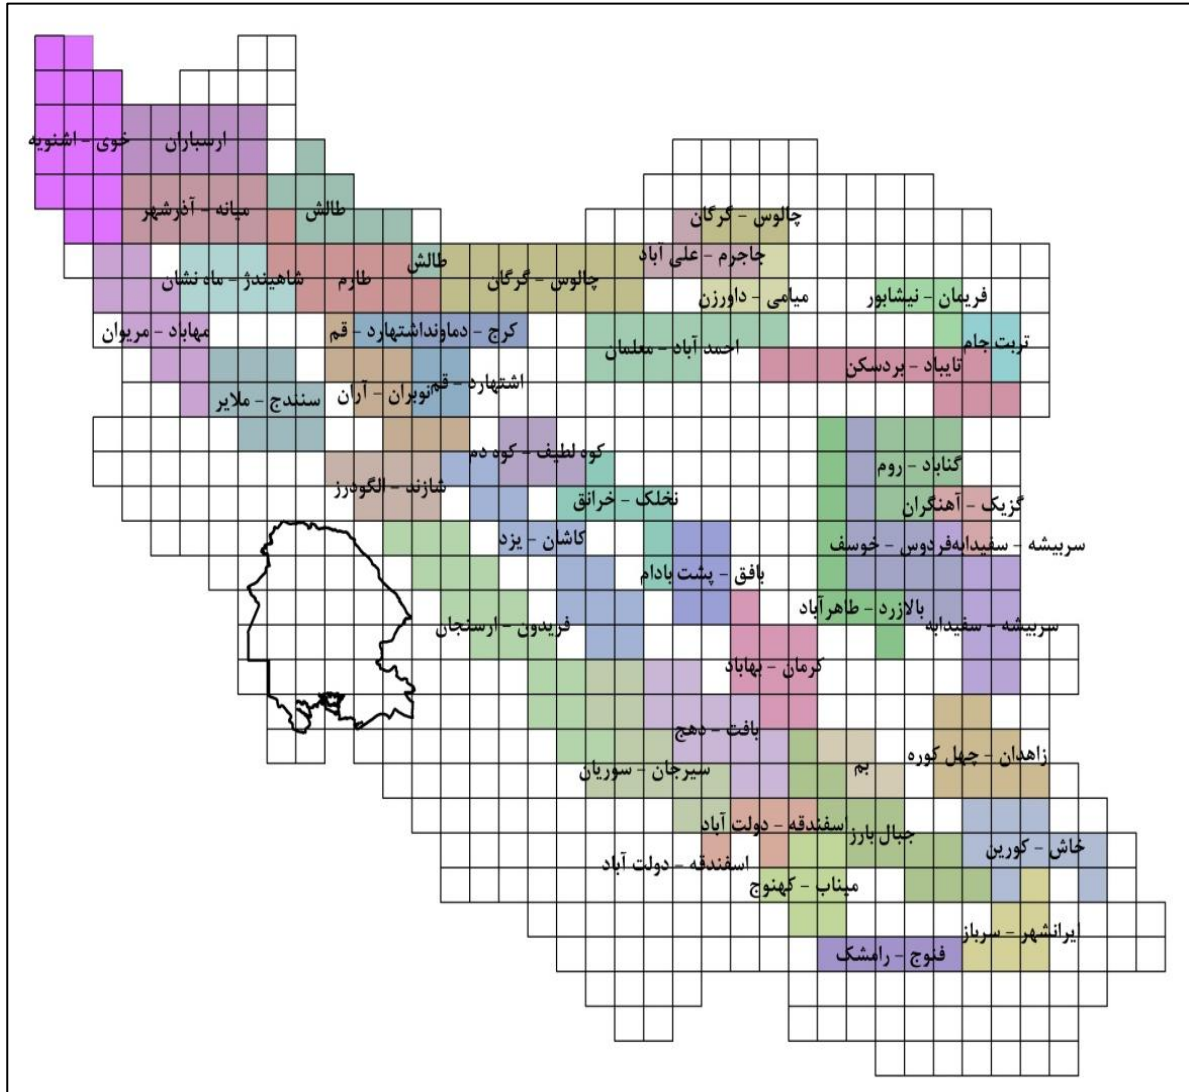 خوی - اشنویه
ارسباران
میانه - آذرشهر
طالش
چالوس - گرگان
جاجرم - علی آباد
طالش
شاهیندژ - ماه نشان
طارم
چالوس - گرگان
میامی - داورزن
فریمان - نیشابور
مهاباد - مریوان
کرج - دماوند
اشتهارد - قم
احمد آباد - معلمان
تربت جام
تایباد - بردسکن
اشتهارد - قم
نوبران - آران
سنندج - ملایر
کوه لطیف - کوه دم
گناباد - روم
شازند - الگودرز
نخلک - خرانق
گزیک - آهنگران
کاشان - یزد
سربیشه - سفیدابه
فردوس - خوسف
بافق - پشت بادام
بالازرد - طاهرآباد
سربیشه - سفیدابه
فریدون - ارسنجان
کرمان - بهاباد
بافت - دهج
زاهدان - چهل کوره
بم
سیرجان - سوریان
اسفندقه - دولت آباد
جبال بارز
خاش - کورین
اسفندقه - دولت آباد
میناب - کهنوج
ایرانشهر - سرباز
فنوج - رامشک